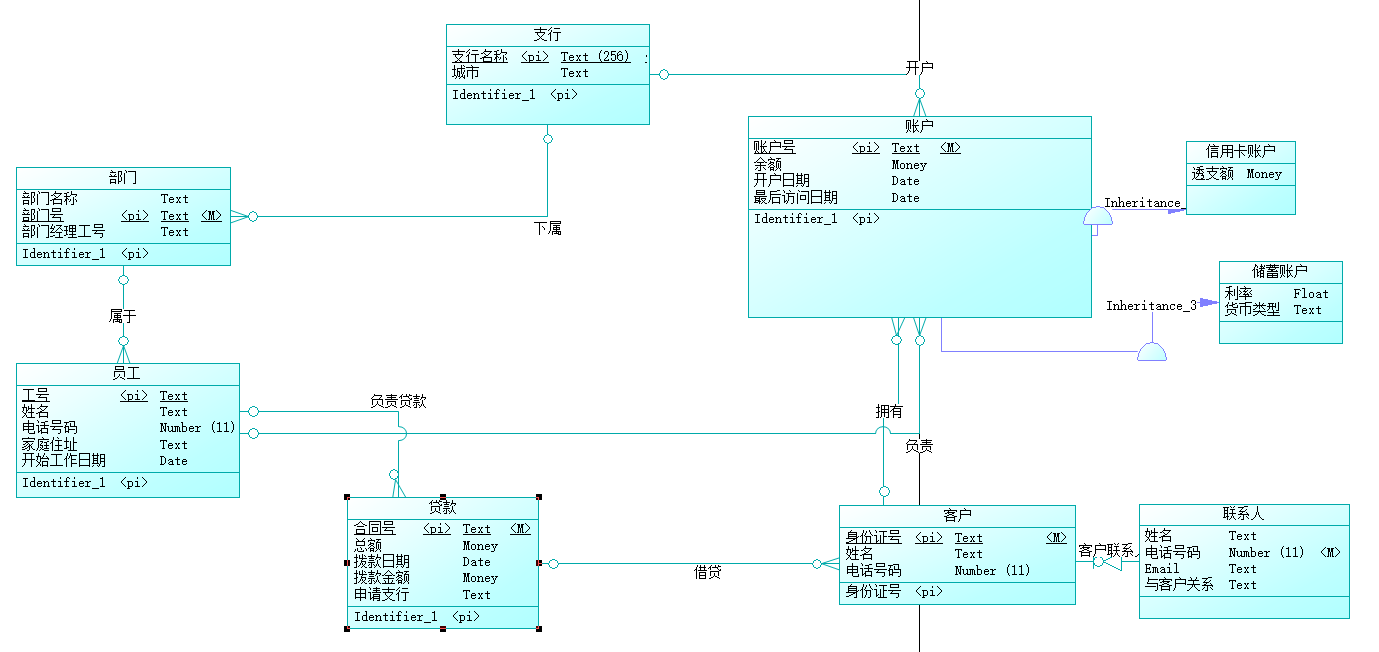 支行
支行名称 <pi> Text (256)
城市 Text
Identifier_1 <pi>
开户
账户
账户号 <pi> Text <M>
余额 Money
开户日期 Date
最后访问日期 Date
Identifier_1 <pi>
信用卡账户
透支额 Money
Inheritance_
部门
部门名称 Text
部门号 <pi> Text <M>
部门经理工号 Text
Identifier_1 <pi>
下属
储蓄账户
利率 Float
货币类型 Text
Inheritance_3
属于
员工
工号 <pi> Text
姓名 Text
电话号码 Number (11)
家庭住址 Text
开始工作日期 Date
Identifier_1 <pi>
负责贷款
拥有
负责
贷款
合同号 <pi> Text <M>
总额 Money
拨款日期 Date
拨款金额 Money
申请支行 Text
Identifier_1 <pi>
借贷
客户
身份证号 <pi> Text <M>
姓名 Text
电话号码 Number (11)
身份证号 <pi>
客户联系
联系人
姓名 Text
电话号码 Number (11) <M>
Email Text
与客户关系 Text